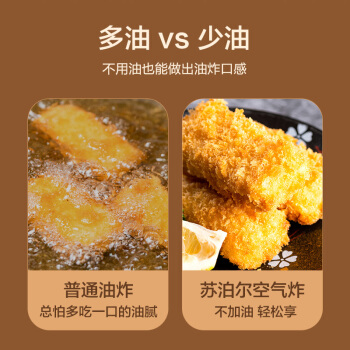 多油 vs 少油
不用油也能做出油炸口感
普通油炸
总怕多吃一口的油腻
苏泊尔空气炸
不加油 轻松享